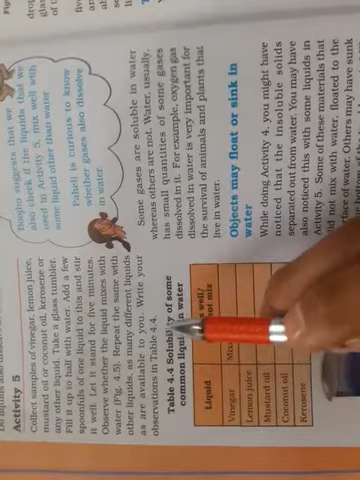 Activity 5
Collect samples of vinegar, lemon juice,
mustard oil or coconut oil, kerosene or
any other liquid. Take a glass tumbler.
Fill it up to half with water. Add a few
spoonfuls of one liquid to this and stir
it well. Let it stand for five minutes.
Observe whether the liquid mixes with
water (Fig. 4.5). Repeat the same with
other liquids, as many different liquids
as are available to you. Write your
observations in Table 4.4.
Table 4.4 Solubility of some
common liquids in water
Liquid
well/
mix
Vinegar
Lemon juice
Mustard oil
Coconut oil
Kerosene
Boojho suggests that we
also check if the liquids that we
used in Activity 5, mix well with
some liquid other than water.
Paheli is curious to know
whether gases also dissolve
in water.
Some gases are soluble in water
whereas others are not. Water, usually,
has small quantities of some gases
dissolved in it. For example, oxygen gas
dissolved in water is very important for
the survival of animals and plants that
live in water.
Objects may float or sink in
water
While doing Activity 4, you might have
noticed that the insoluble solids
separated out from water. You may have
also noticed this with some liquids in
Activity 5. Some of these materials that
did not mix with water, floated to the
face of water. Others may have sunk